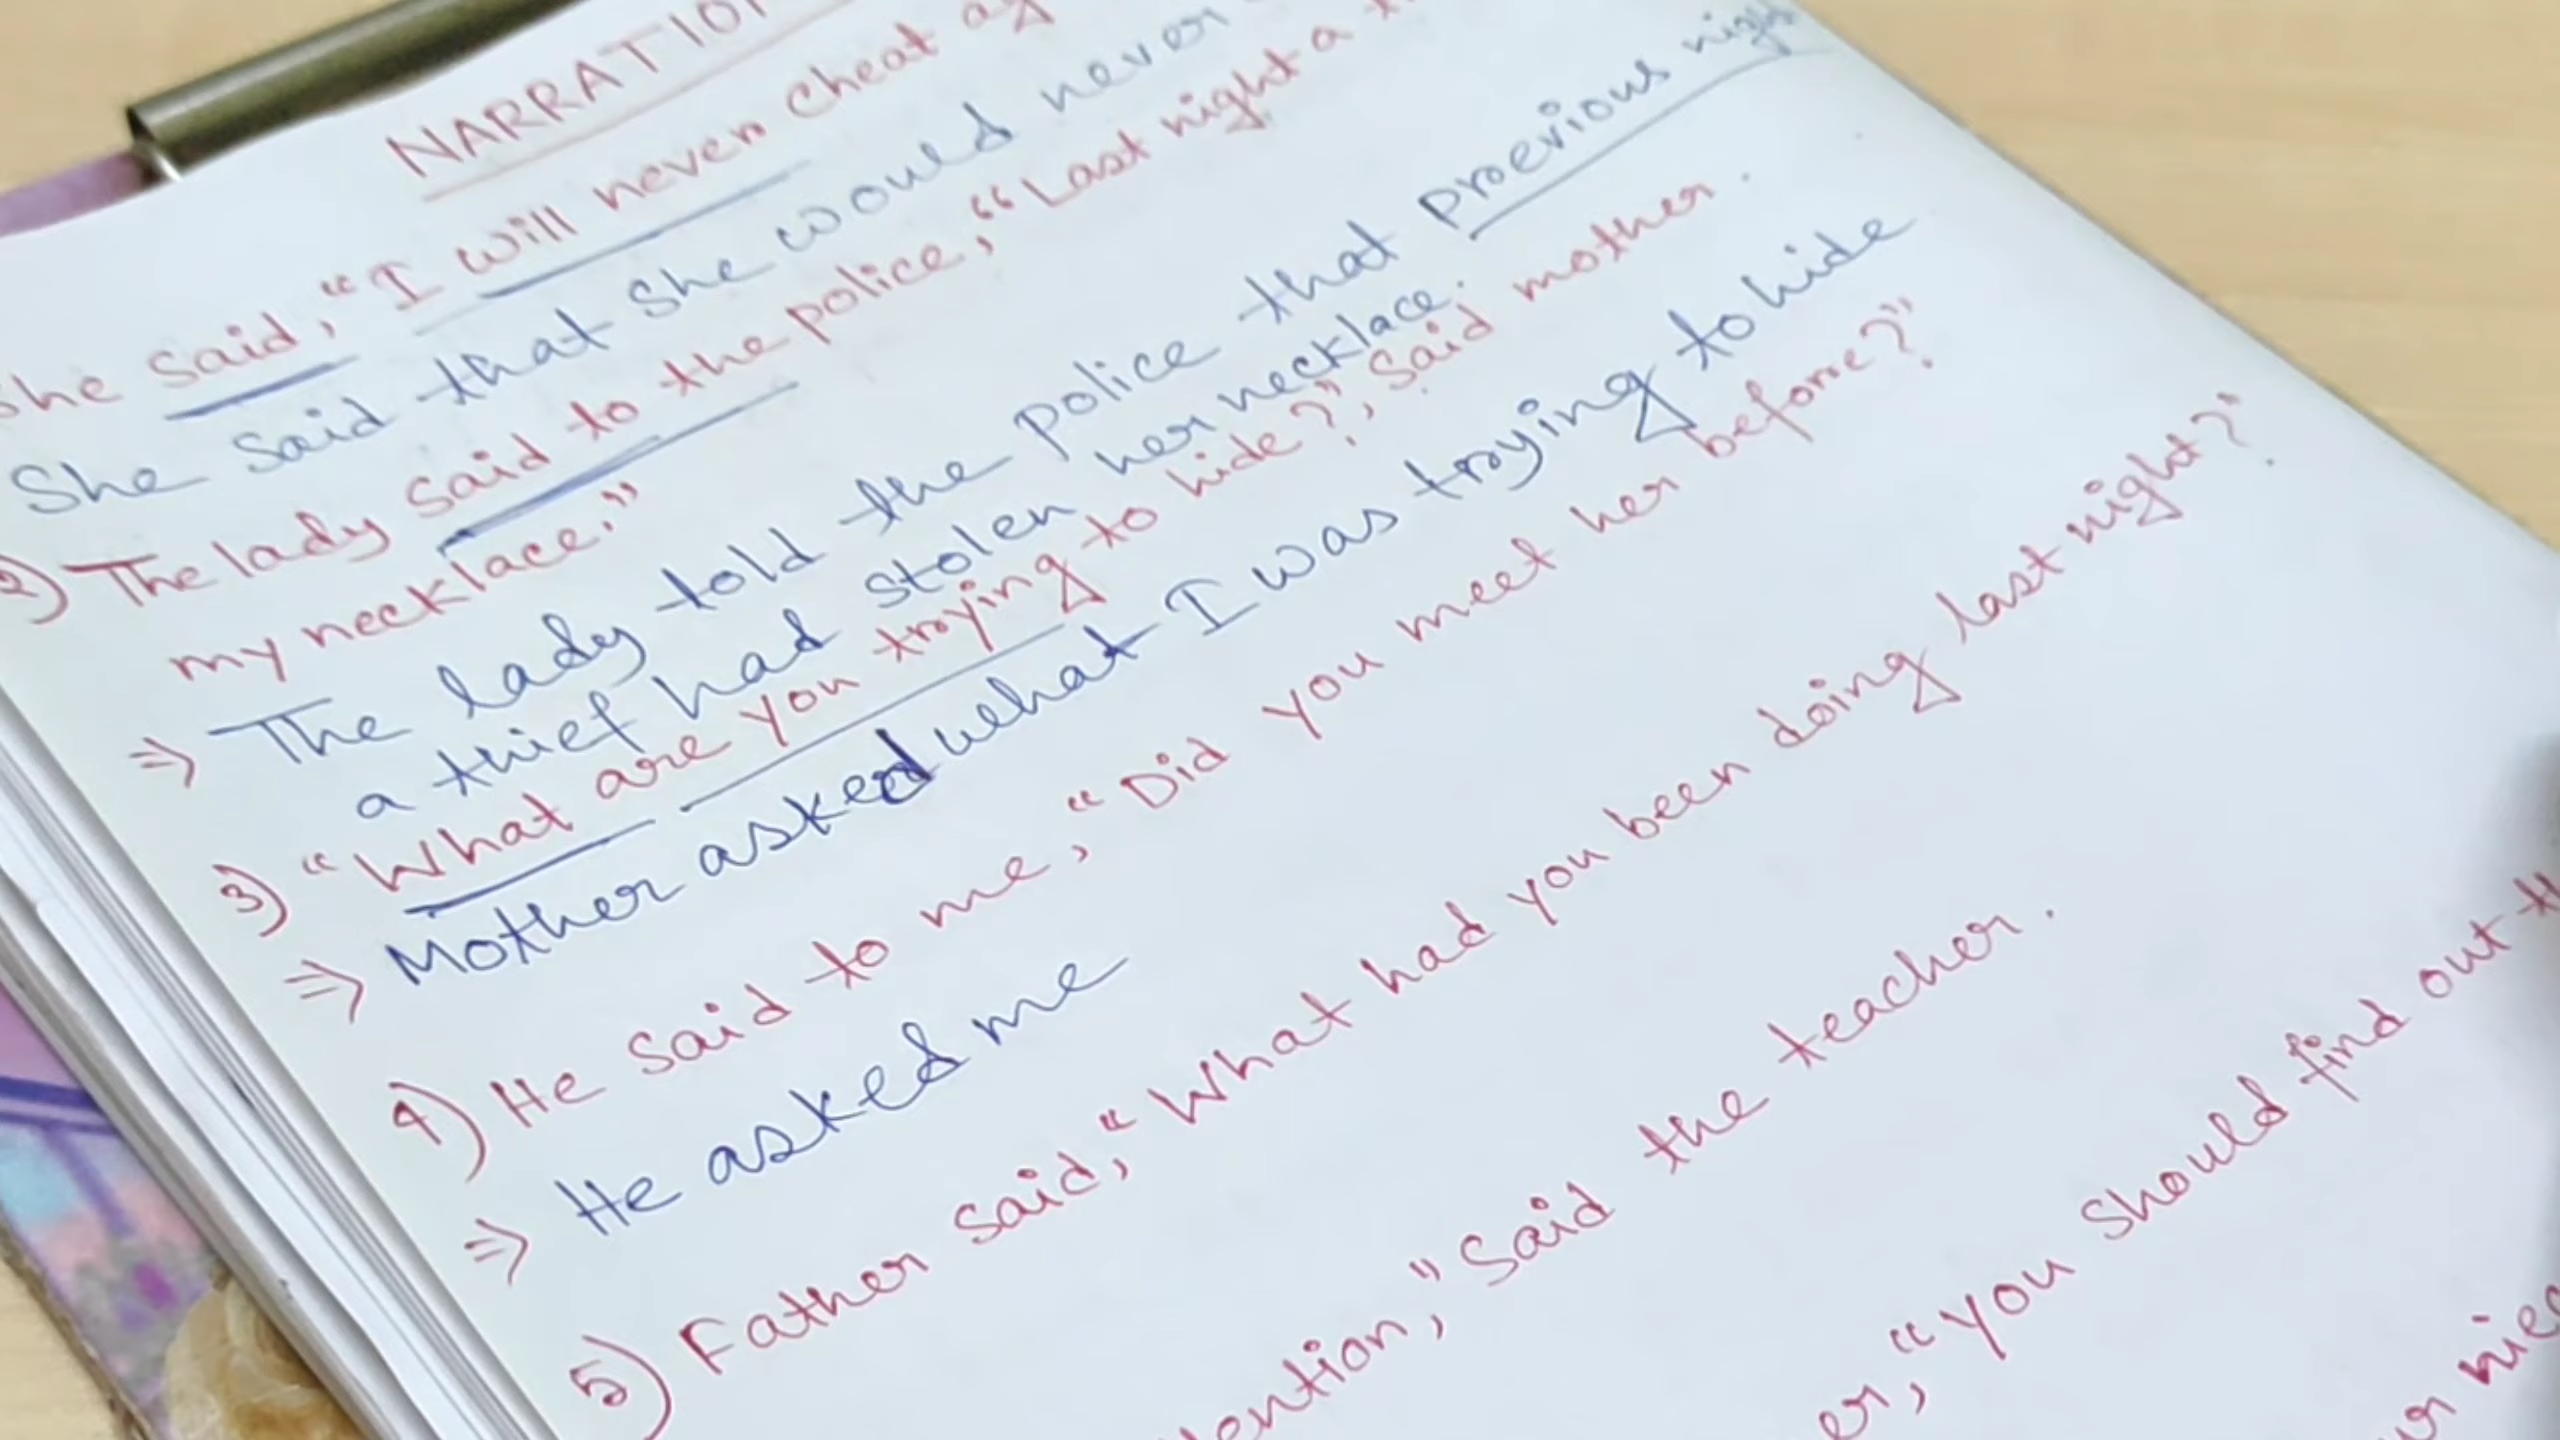 NARRATION
She said, "I will never cheat
She said that she would never
2) The lady said to the police, "Last night a
my necklace."
⇒ The lady told the police that previous night
a thief had stolen her necklace.
3) "What are you trying to hide?", said mother.
⇒ Mother asked what I was trying to hide
4) He said to me, "Did you meet her before?"
⇒ He asked me
5) Father said, "What had you been doing last night?"
said the teacher.
"You should find out